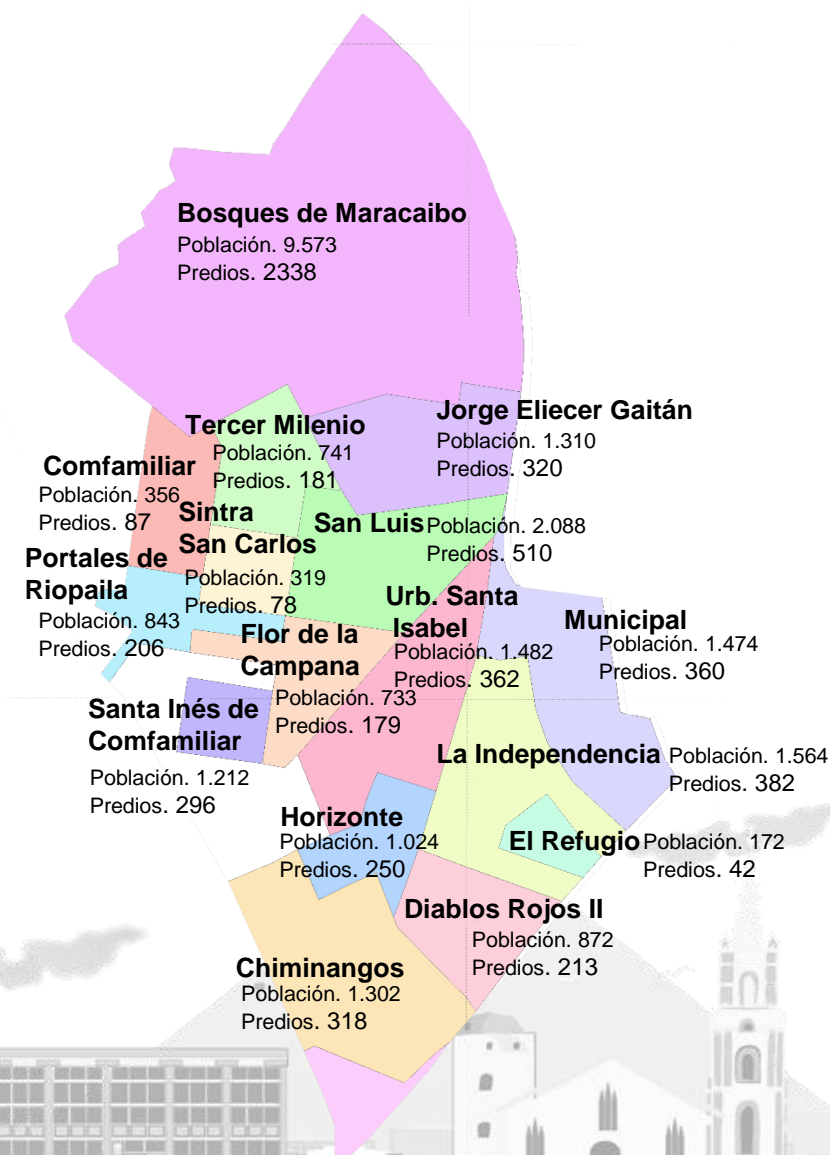 Bosques de Maracaibo
Población. 9.573
Predios. 2338
Jorge Eliecer Gaitán
Población. 1.310
Predios. 320
Tercer Milenio
Población. 741
Predios. 181
Comfamiliar
Población. 356
Predios. 87
Sintra
San Carlos
Población. 319
Predios. 78
San Luis
Población. 2.088
Predios. 510
Portales de
Riopaila
Población. 843
Predios. 206
Urb. Santa
Isabel
Población. 1.482
Predios. 362
Municipal
Población. 1.474
Predios. 360
Flor de la
Campana
Población. 733
Predios. 179
Santa Inés de
Comfamiliar
Población. 1.212
Predios. 296
La Independencia
Población. 1.564
Predios. 382
Horizonte
Población. 1.024
Predios. 250
El Refugio
Población. 172
Predios. 42
Diablos Rojos II
Población. 872
Predios. 213
Chiminangos
Población. 1.302
Predios. 318